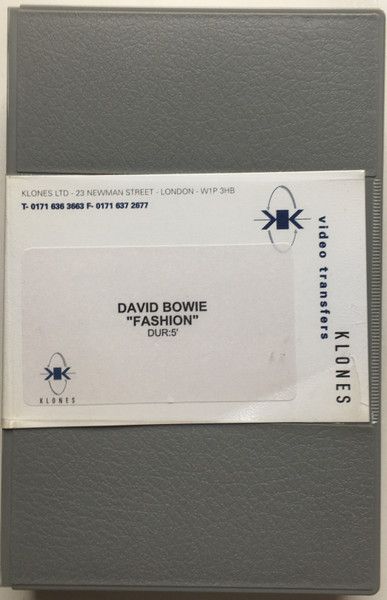 KLONES LTD - 23 NEWMAN STREET - LONDON - W1P 3HB
T- 0171 636 3663 F- 0171 637 2677
video transfers
KLONES
DAVID BOWIE
"FASHION"
DUR:5'
KLONES